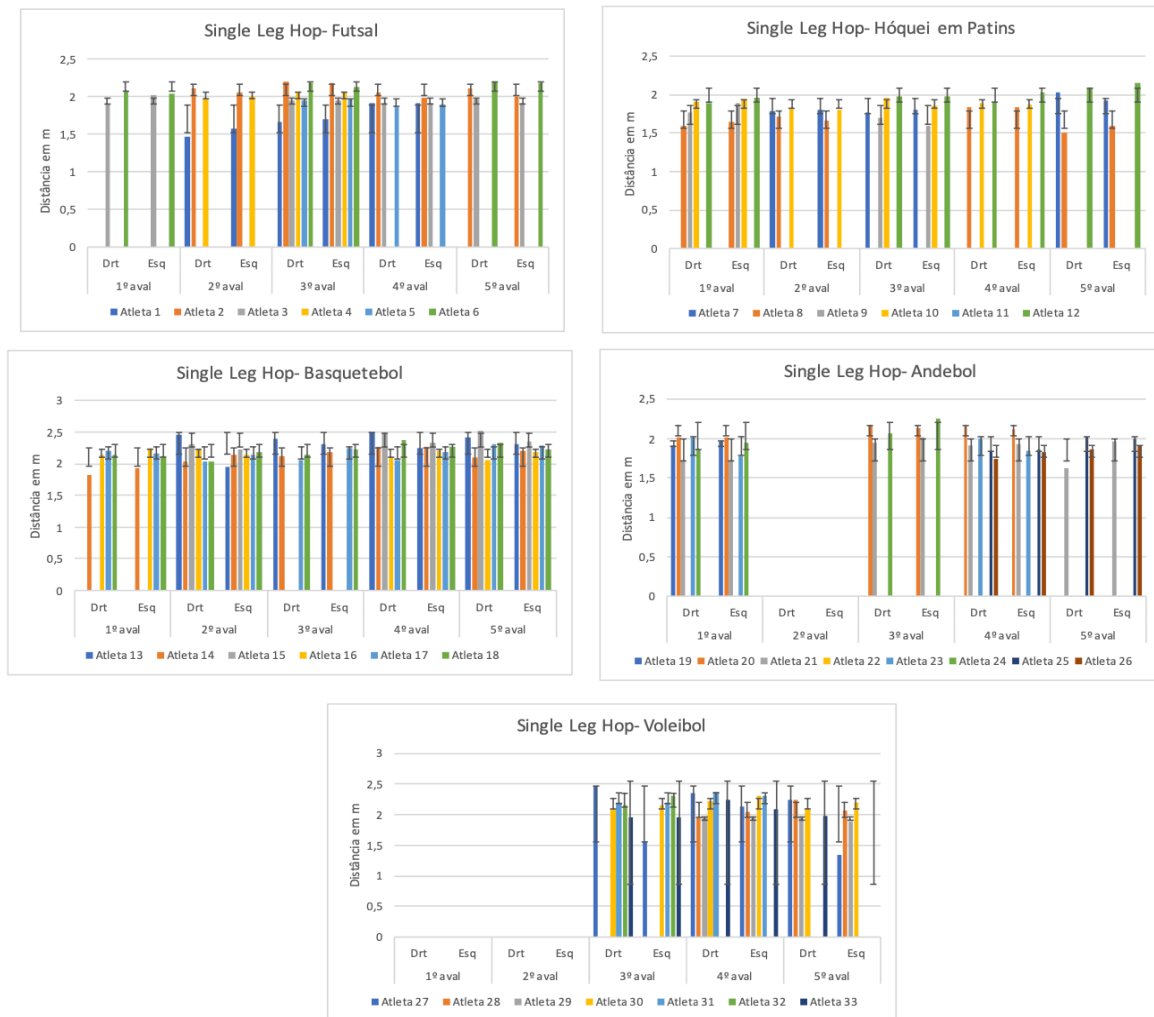 Single Leg Hop- Futsal
Distância em m
2,5
2
1,5
1
0,5
0
Drt Esq Drt Esq Drt Esq Drt Esq Drt Esq
1º aval 2º aval 3º aval 4º aval 5º aval
Atleta 1 Atleta 2 Atleta 3 Atleta 4 Atleta 5 Atleta 6
Single Leg Hop- Hóquei em Patins
Distância em m
2,5
2
1,5
1
0,5
0
Drt Esq Drt Esq Drt Esq Drt Esq Drt Esq
1º aval 2º aval 3º aval 4º aval 5º aval
Atleta 7 Atleta 8 Atleta 9 Atleta 10 Atleta 11 Atleta 12
Single Leg Hop- Basquetebol
Distância em m
3
2,5
2
1,5
1
0,5
0
Drt Esq Drt Esq Drt Esq Drt Esq Drt Esq
1º aval 2º aval 3º aval 4º aval 5º aval
Atleta 13 Atleta 14 Atleta 15 Atleta 16 Atleta 17 Atleta 18
Single Leg Hop- Andebol
Distância em m
2,5
2
1,5
1
0,5
0
Drt Esq Drt Esq Drt Esq Drt Esq Drt Esq
1º aval 2º aval 3º aval 4º aval 5º aval
Atleta 19 Atleta 20 Atleta 21 Atleta 22 Atleta 23 Atleta 24 Atleta 25 Atleta 26
Single Leg Hop- Voleibol
Distância em m
3
2,5
2
1,5
1
0,5
0
Drt Esq Drt Esq Drt Esq Drt Esq Drt Esq
1º aval 2º aval 3º aval 4º aval 5º aval
Atleta 27 Atleta 28 Atleta 29 Atleta 30 Atleta 31 Atleta 32 Atleta 33